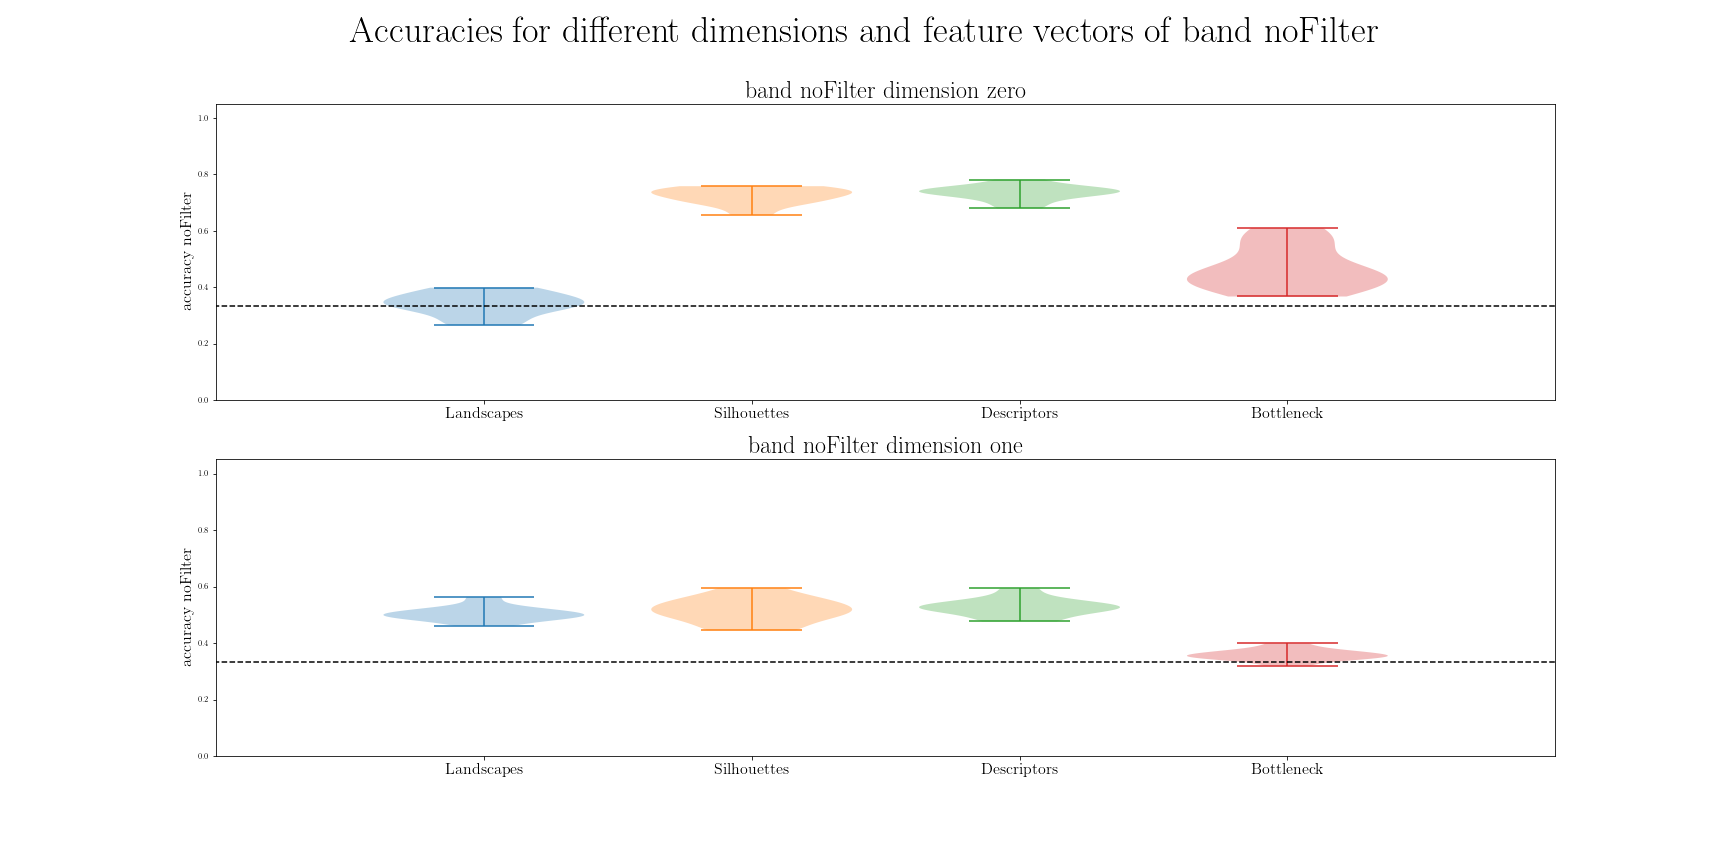 Accuracies for different dimensions and feature vectors of band noFilter
band noFilter dimension zero
accuracy noFilter
1.0
0.8
0.6
0.4
0.2
0.0
Landscapes Silhouettes Descriptors Bottleneck
band noFilter dimension one
accuracy noFilter
1.0
0.8
0.6
0.4
0.2
0.0
Landscapes Silhouettes Descriptors Bottleneck